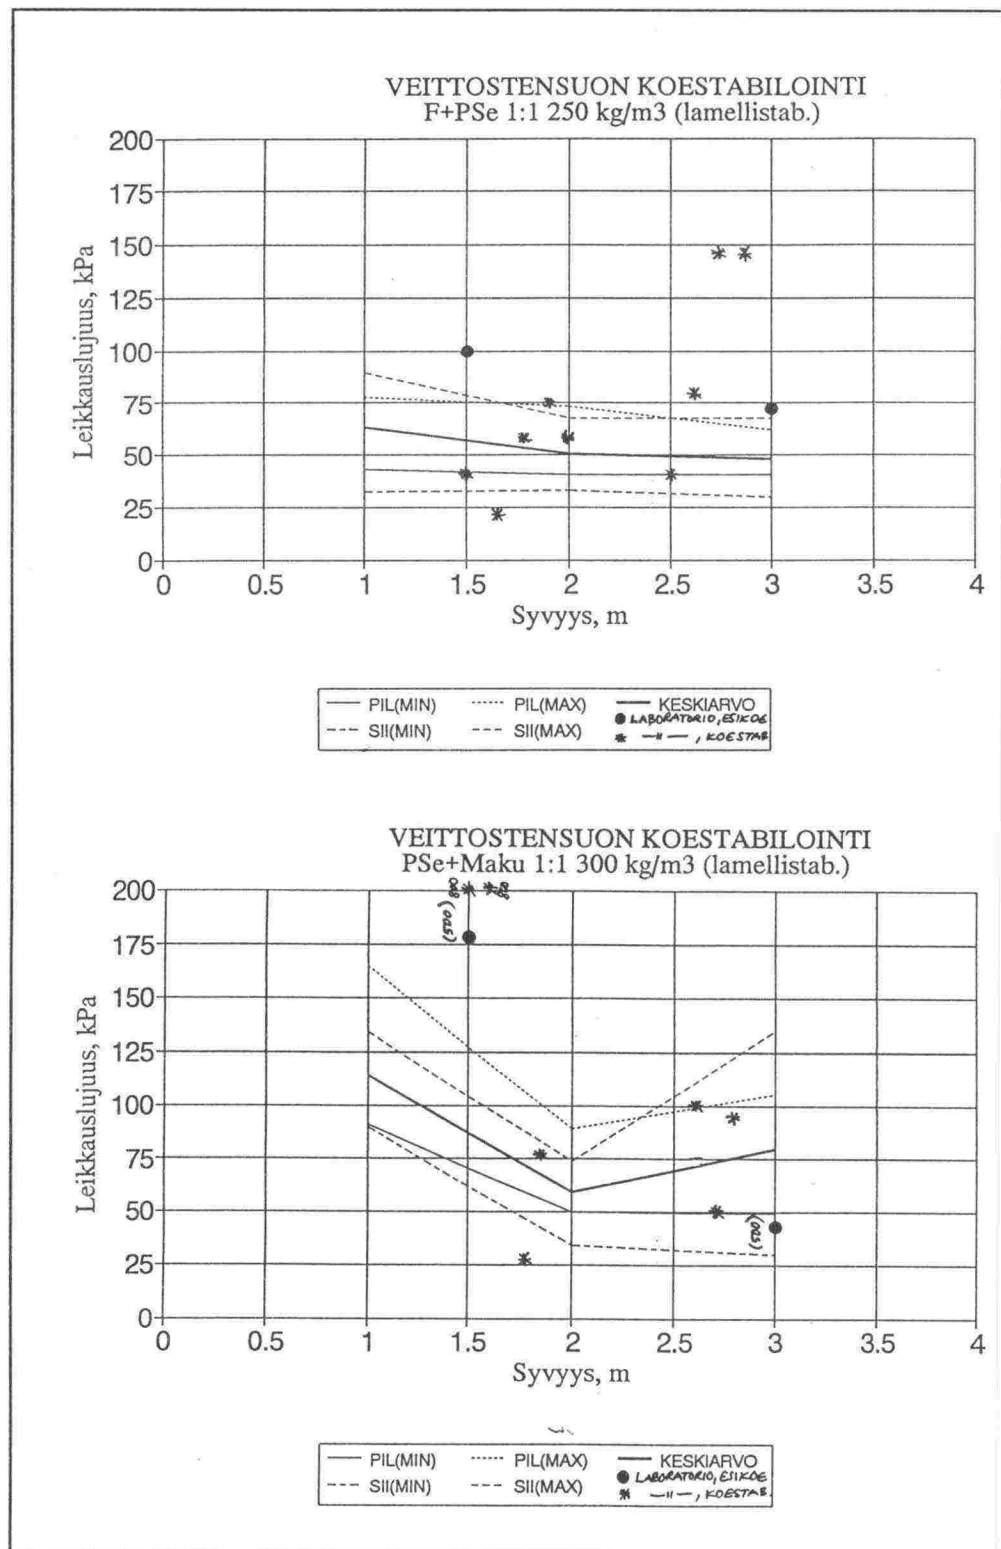 VEITTOSTENSUON KOESTABILOINTI
F+PSe 1:1 250 kg/m3 (lamellistab.)
200
175
150
125
100
75
50
25
0
Leikkauslujuus, kPa
0 0.5 1 1.5 2 2.5 3 3.5 4
Syvyys, m
PIL(MIN) PIL(MAX) KESKIARVO
SII(MIN) SII(MAX) LABORATORIO, ESIKOE
—"—, KOESTAB
VEITTOSTENSUON KOESTABILOINTI
PSe+Maku 1:1 300 kg/m3 (lamellistab.)
200
175
150
125
100
75
50
25
0
Leikkauslujuus, kPa
(500)
(500)
0 0.5 1 1.5 2 2.5 3 3.5 4
Syvyys, m
PIL(MIN) PIL(MAX) KESKIARVO
SII(MIN) SII(MAX) LABORATORIO, ESIKOE
—"—, KOESTAB.